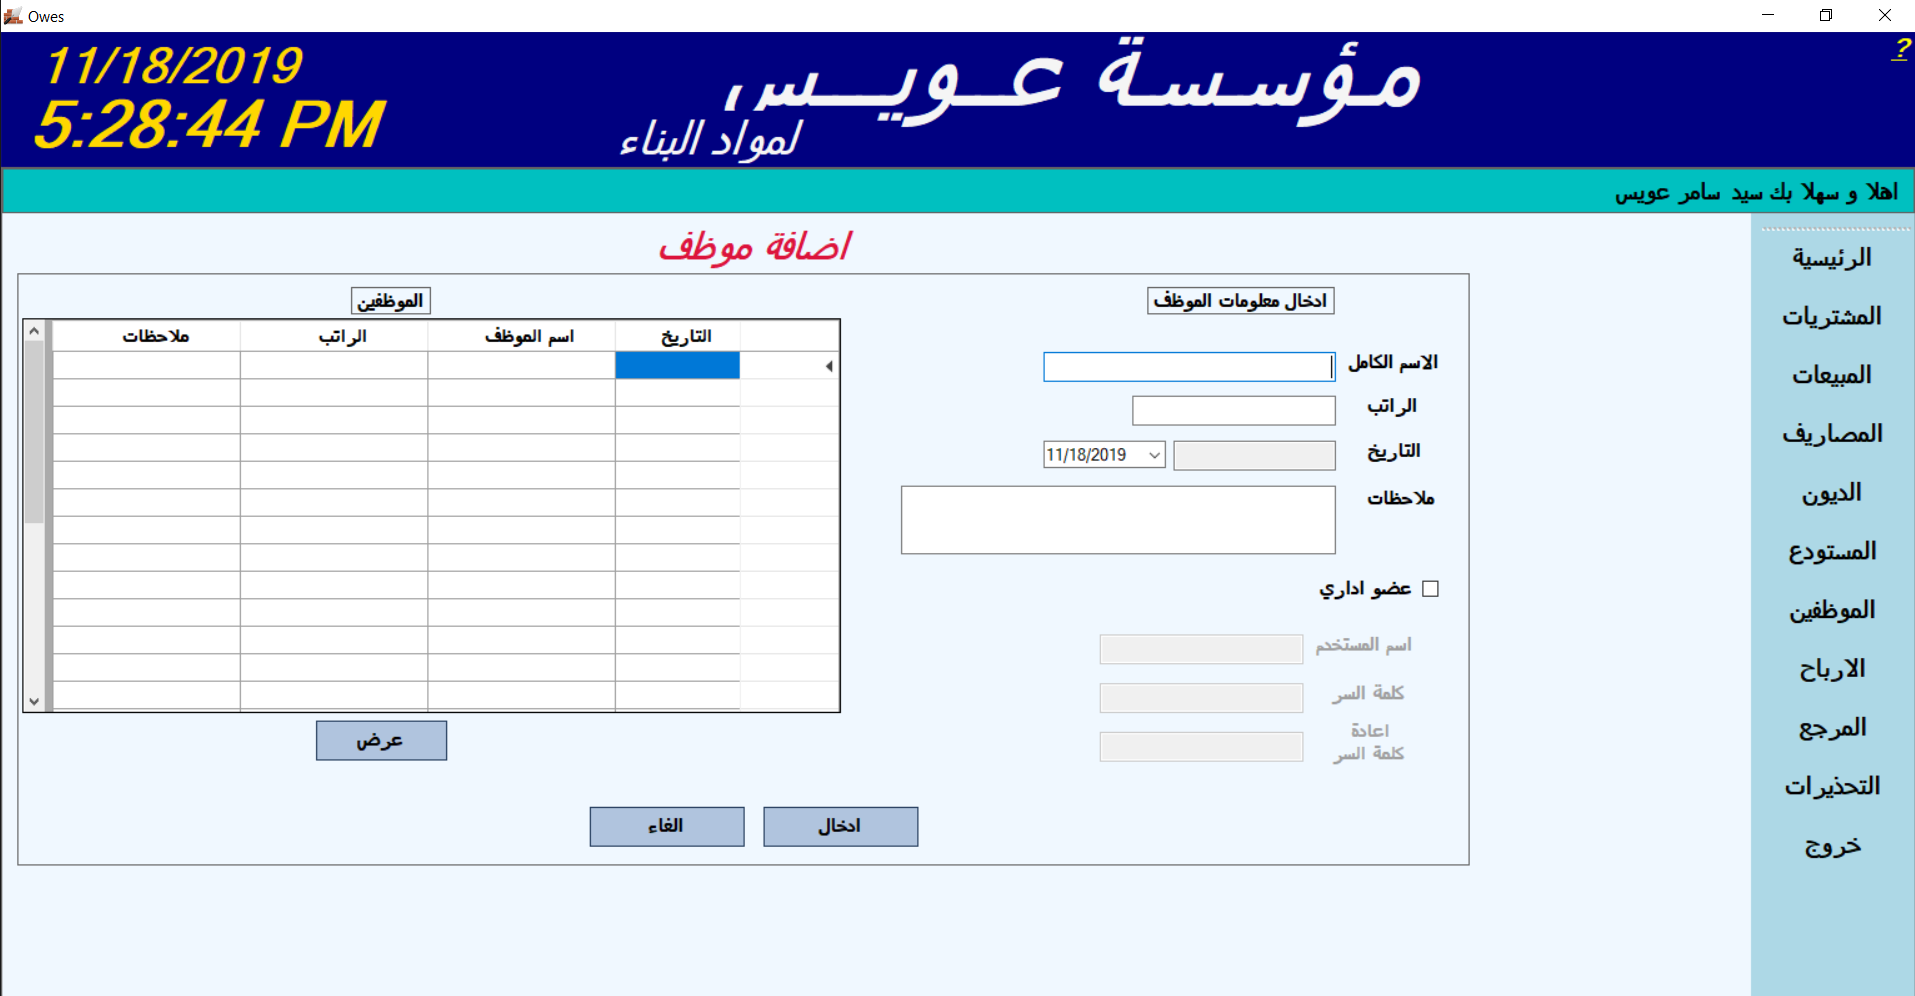 Owes
11/18/2019
5:28:44 PM
مؤسسة عويس
لمواد البناء
?
اهلا و سهلا بك سيد سامر عويس
الرئيسية
المشتريات
المبيعات
المصاريف
الديون
المستودع
الموظفين
الارباح
المرجع
التحذيرات
خروج
اضافة موظف
ادخال معلومات الموظف
الاسم الكامل
الراتب
التاريخ
11/18/2019
ملاحظات
عضو اداري
اسم المستخدم
كلمة السر
اعادة
كلمة السر
الموظفين
التاريخ اسم الموظف الراتب ملاحظات
عرض
ادخال
الغاء